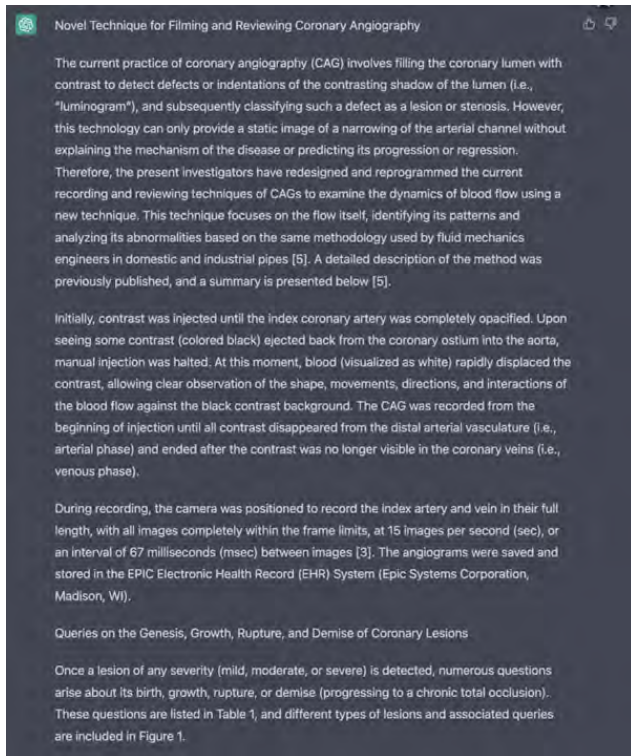 Novel Technique for Filming and Reviewing Coronary Angiography
The current practice of coronary angiography (CAG) involves filling the coronary lumen with
contrast to detect defects or indentations of the contrasting shadow of the lumen (i.e.,
"luminogram"), and subsequently classifying such a defect as a lesion or stenosis. However,
this technology can only provide a static image of a narrowing of the arterial channel without
explaining the mechanism of the disease or predicting its progression or regression.
Therefore, the present investigators have redesigned and reprogrammed the current
recording and reviewing techniques of CAGs to examine the dynamics of blood flow using a
new technique. This technique focuses on the flow itself, identifying its patterns and
analyzing its abnormalities based on the same methodology used by fluid mechanics
engineers in domestic and industrial pipes [5]. A detailed description of the method was
previously published, and a summary is presented below [5].
Initially, contrast was injected until the index coronary artery was completely opacified. Upon
seeing some contrast (colored black) ejected back from the coronary ostium into the aorta,
manual injection was halted. At this moment, blood (visualized as white) rapidly displaced the
contrast, allowing clear observation of the shape, movements, directions, and interactions of
the blood flow against the black contrast background. The CAG was recorded from the
beginning of injection until all contrast disappeared from the distal arterial vasculature (i.e.,
arterial phase) and ended after the contrast was no longer visible in the coronary veins (i.e.,
venous phase).
During recording, the camera was positioned to record the index artery and vein in their full
length, with all images completely within the frame limits, at 15 images per second (sec), or
an interval of 67 milliseconds (msec) between images [3]. The angiograms were saved and
stored in the EPIC Electronic Health Record (EHR) System (Epic Systems Corporation,
Madison, WI).
Queries on the Genesis, Growth, Rupture, and Demise of Coronary Lesions
Once a lesion of any severity (mild, moderate, or severe) is detected, numerous questions
arise about its birth, growth, rupture, or demise (progressing to a chronic total occlusion).
These questions are listed in Table 1, and different types of lesions and associated queries
are included in Figure 1.